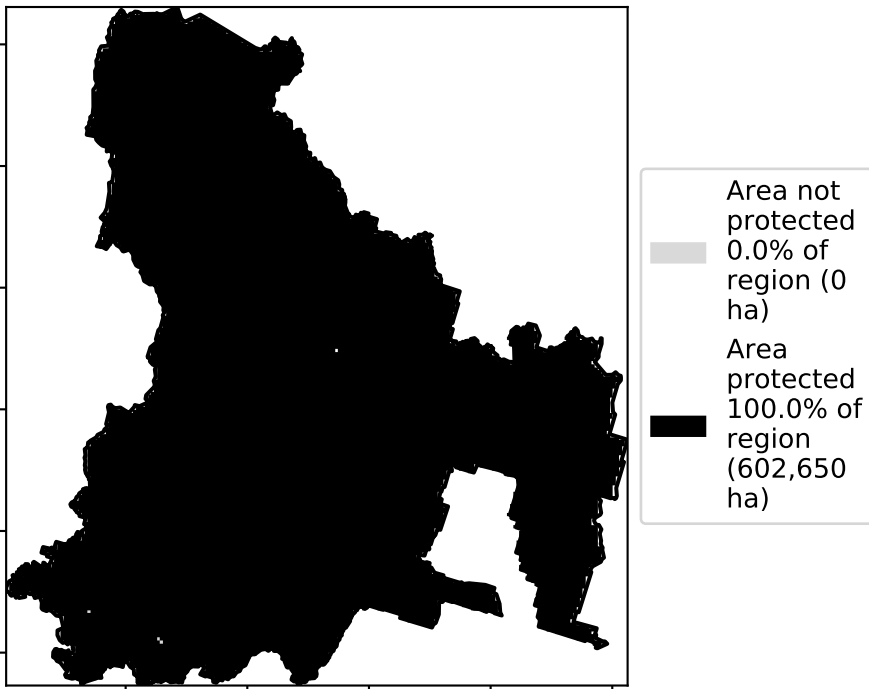 Area not
protected
0.0% of
region (0
ha)
Area
protected
100.0% of
region
(602,650
ha)